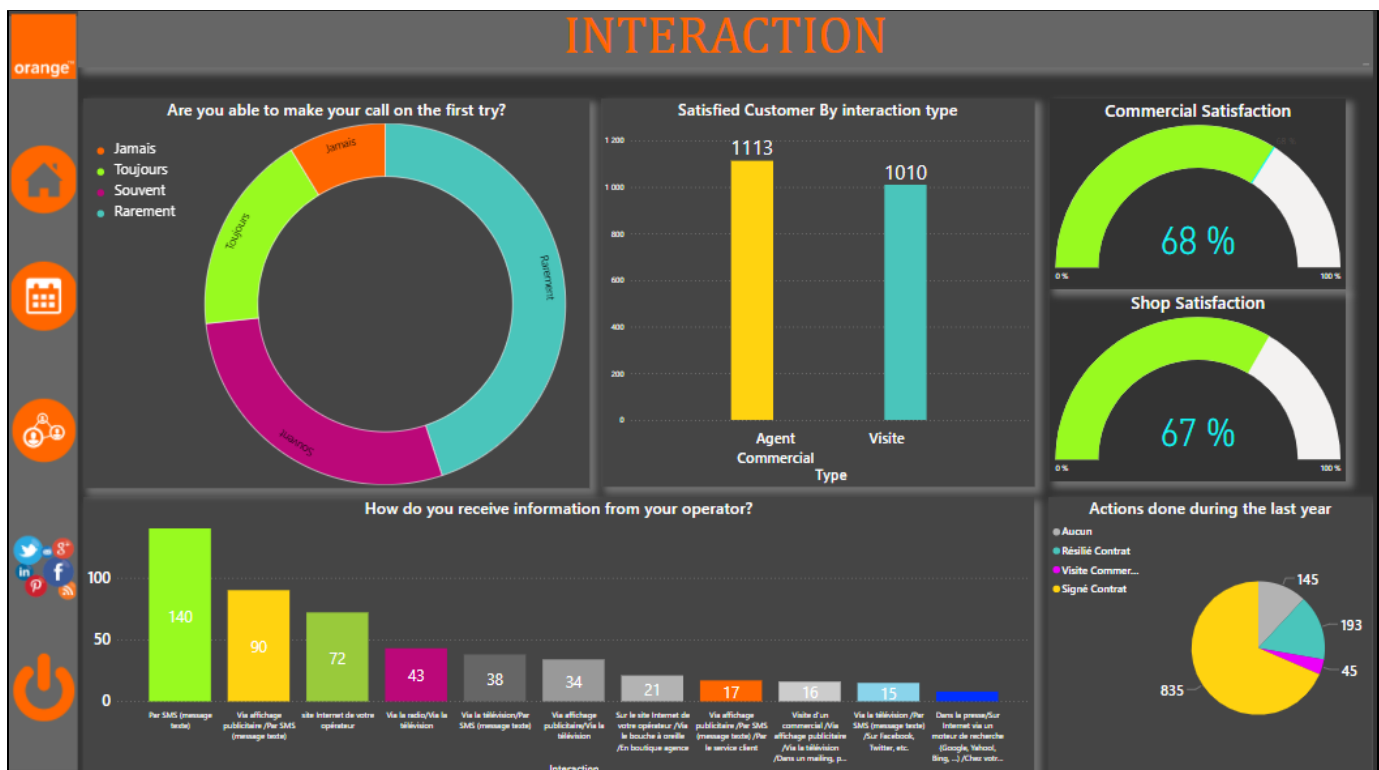 INTERACTION
orange™
Are you able to make your call on the first try?
Jamais
Toujours
Souvent
Rarement
Jamais
Toujours
Souvent
Rarement
Satisfied Customer By interaction type
1 200
1 000
800
600
400
200
0
1113
1010
Agent
Commercial
Visite
Type
Commercial Satisfaction
68 %
68 %
0 %
100 %
Shop Satisfaction
67 %
0 %
100 %
How do you receive information from your operator?
100
50
0
140
90
72
43
38
34
21
17
16
15
Per SMS (message
texte)
Via affichage
publicitaire /Per SMS
(message texte)
site Internet de votre
opérateur
Via la radio/Via la
télévision
Via la télévision/Per
SMS (message texte)
Via affichage
publicitaire/Via la
télévision
Sur le site Internet de
votre opérateur /Via
le bouche à oreille
/En boutique agence
Via affichage
publicitaire /Per SMS
(message texte) /Per
le service client
Visite d'un
commercial /Via
affichage publicitaire
/Via la télévision
/Dans un mailing, p...
Via la télévision /Per
SMS (message texte)
/Sur Facebook,
Twitter, etc.
Dans la presse/Sur
Internet via un
moteur de recherche
(Google, Yahoo!,
Bing, ...) /Chez votr...
Interaction
Actions done during the last year
Aucun
Résilié Contrat
Visite Commer...
Signé Contrat
145
193
45
835